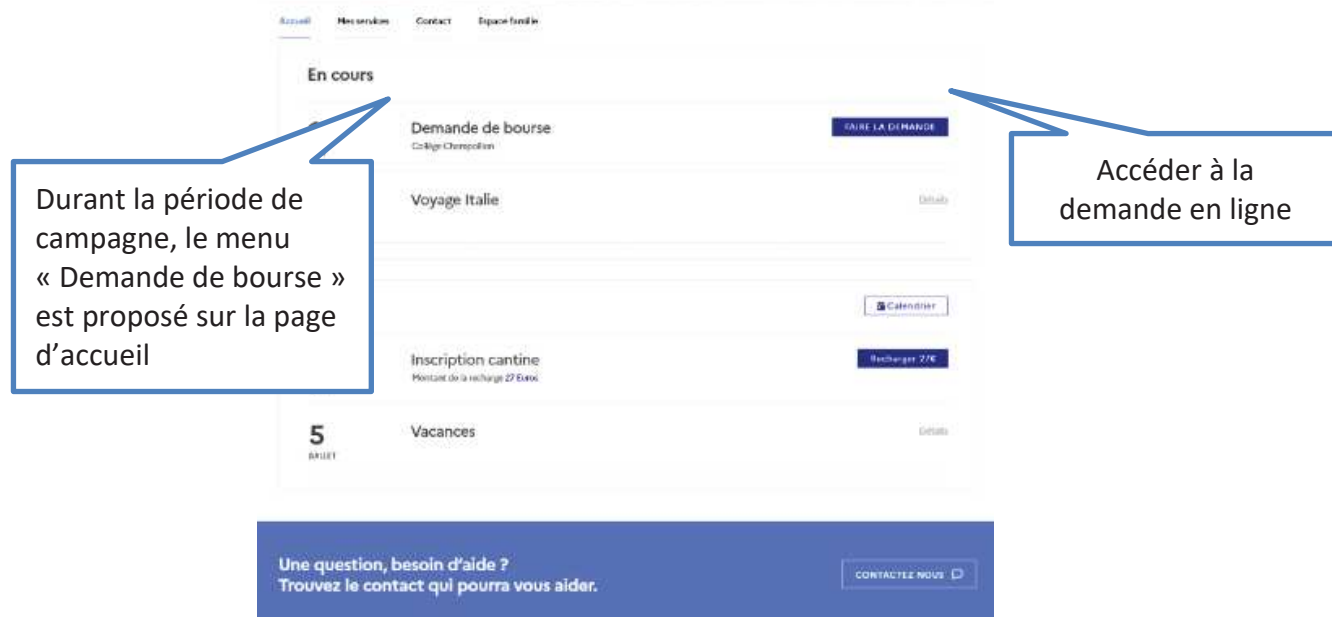 Accueil Mes services Contact Espace famille
En cours
Demande de bourse
Collège Champollion
FAIRE LA DEMANDE
Voyage Italie
Détails
Durant la période de
campagne, le menu
« Demande de bourse »
est proposé sur la page
d’accueil
Accéder à la
demande en ligne
Calendrier
Inscription cantine
Montant de la recharge 27 Euros
Recharger 27€
5
JUILLET
Vacances
Détails
Une question, besoin d’aide ?
Trouvez le contact qui pourra vous aider.
CONTACTEZ NOUS